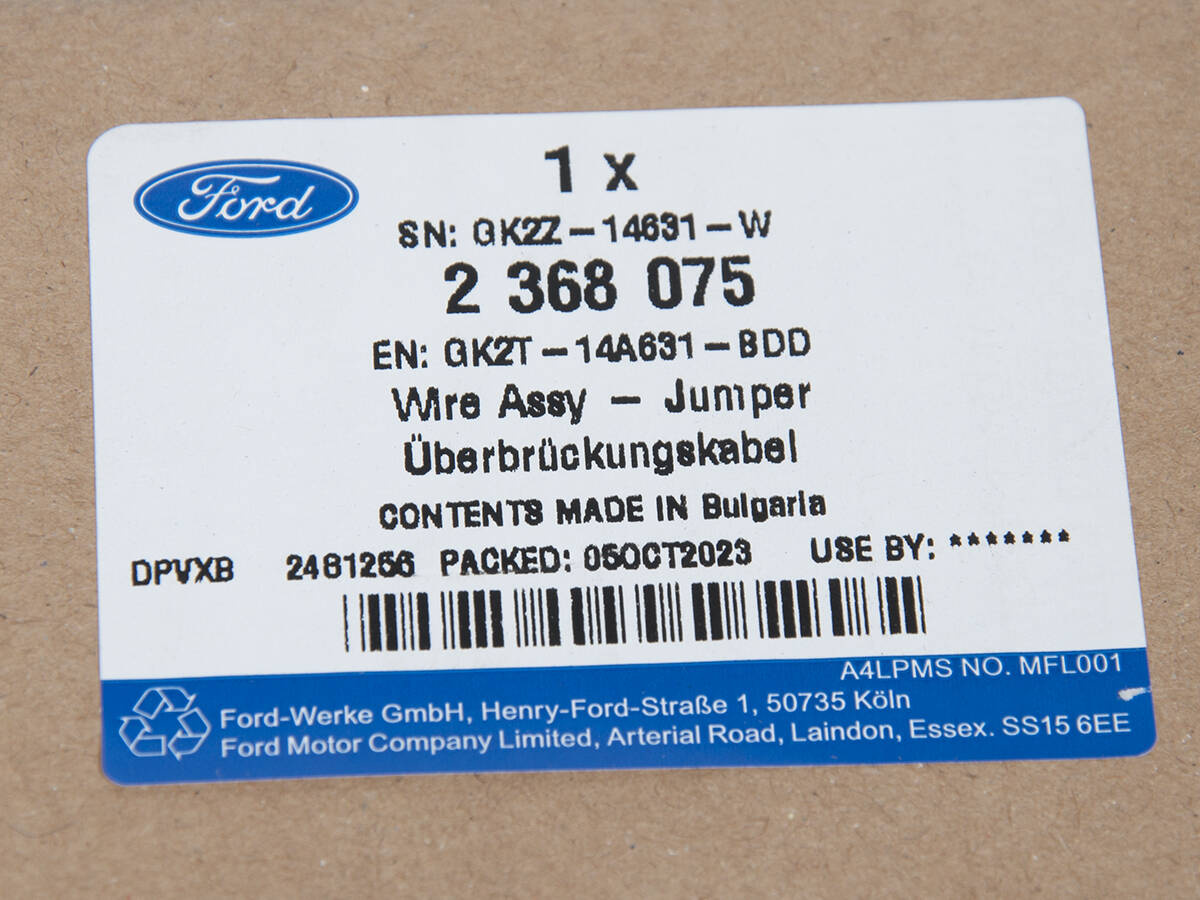 Ford
1 x
SN: GK2Z-14631-W
2 368 075
EN: GK2T-14A631-BDD
Wire Assy - Jumper
Überbrückungskabel
CONTENTS MADE IN Bulgaria
DPVXB 2481256 PACKED: 05OCT2023 USE BY: *******
A4LPMS NO. MFL001
Ford-Werke GmbH, Henry-Ford-Straße 1, 50735 Köln
Ford Motor Company Limited, Arterial Road, Laindon, Essex. SS15 6EE